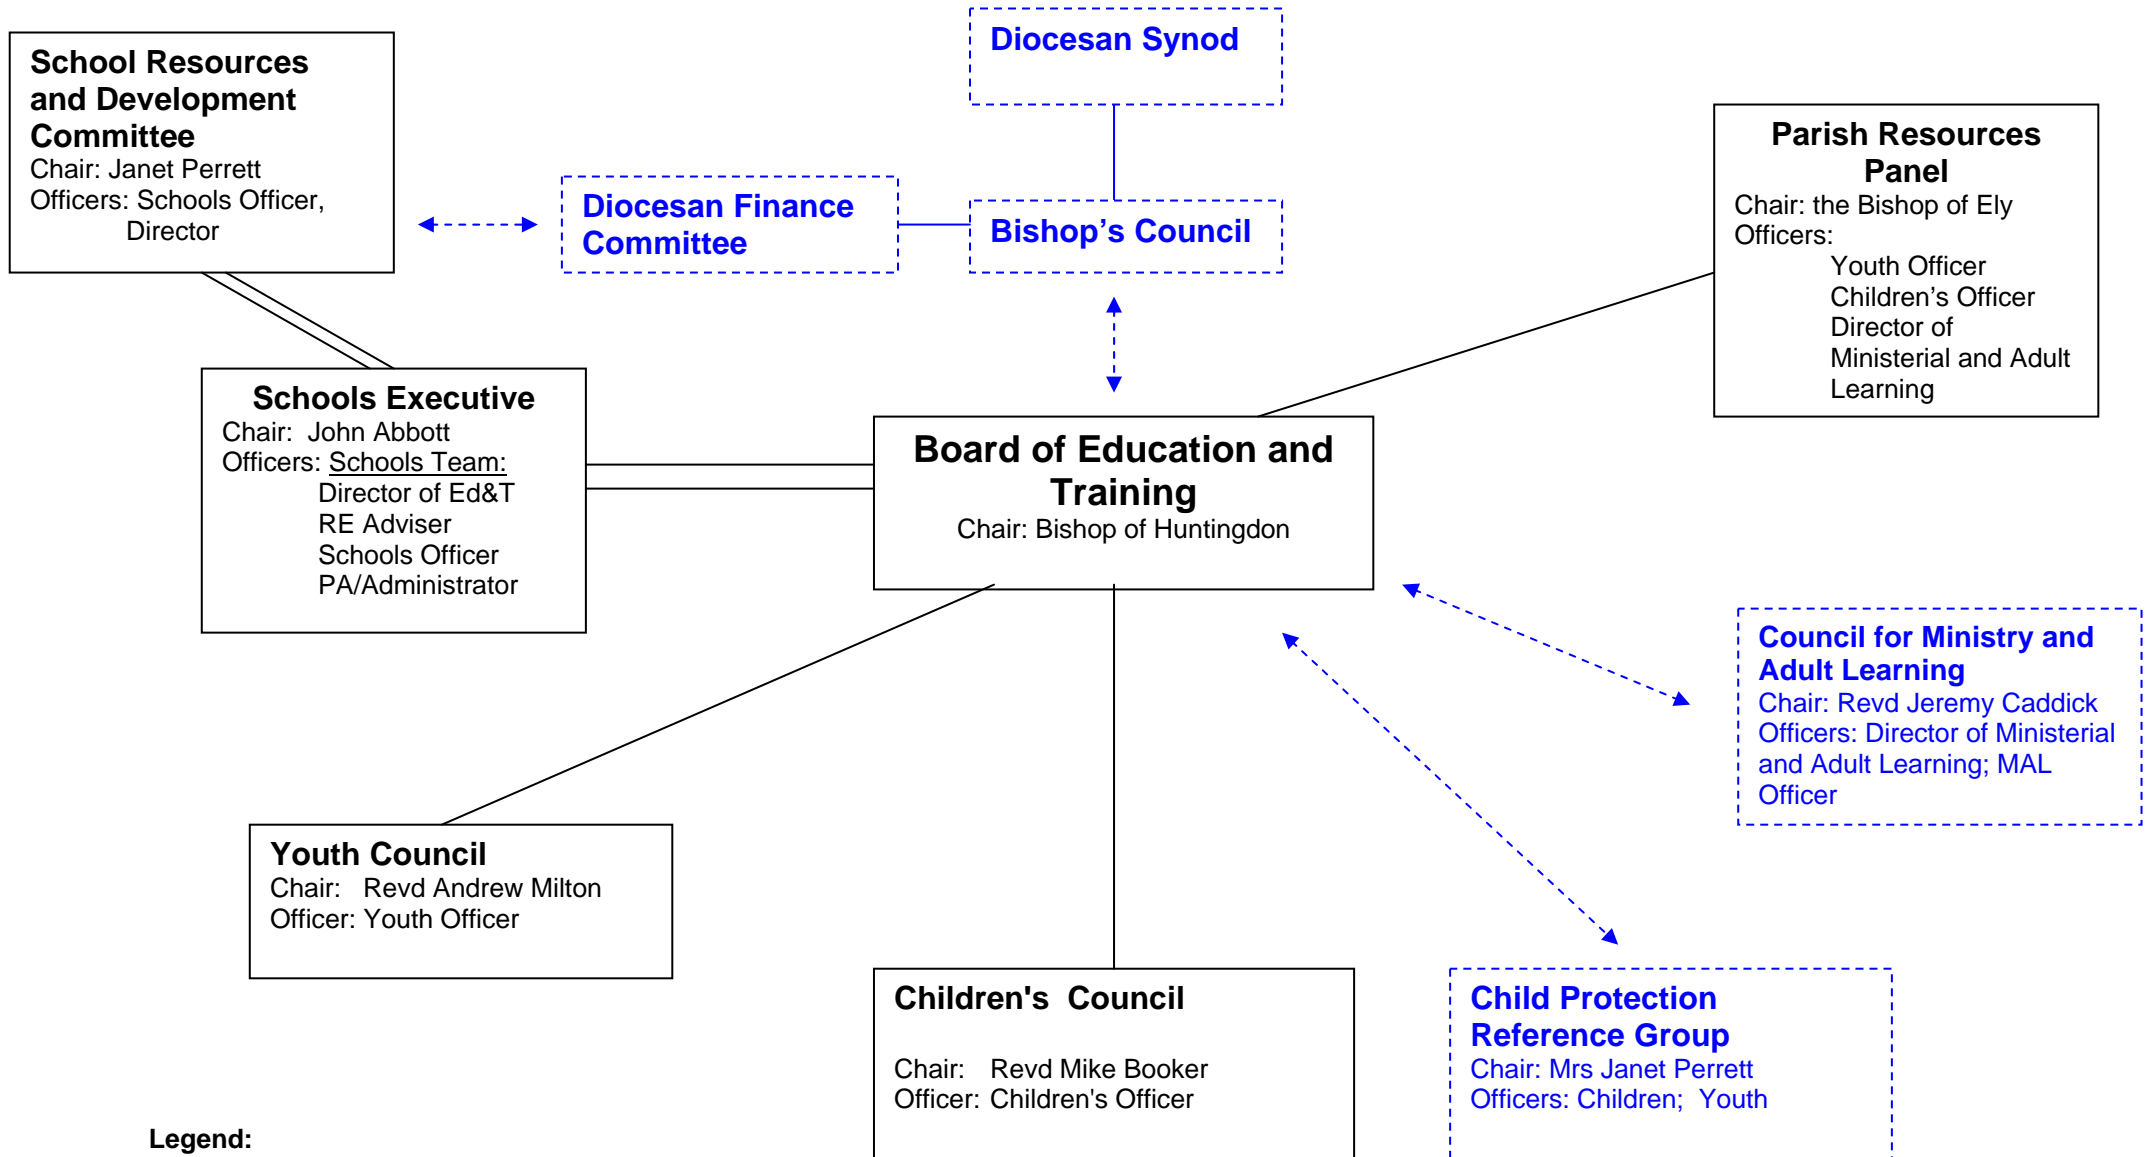 School Resources
and Development
Committee
Chair: Janet Perrett
Officers: Schools Officer,
Director
Diocesan Synod
Diocesan Finance
Committee
Bishop’s Council
Parish Resources
Panel
Chair: the Bishop of Ely
Officers:
Youth Officer
Children’s Officer
Director of
Ministerial and Adult
Learning
Schools Executive
Chair: John Abbott
Officers: Schools Team:
Director of Ed&T
RE Adviser
Schools Officer
PA/Administrator
Board of Education and
Training
Chair: Bishop of Huntingdon
Council for Ministry and
Adult Learning
Chair: Revd Jeremy Caddick
Officers: Director of Ministerial
and Adult Learning; MAL
Officer
Youth Council
Chair: Revd Andrew Milton
Officer: Youth Officer
Children's Council
Chair: Revd Mike Booker
Officer: Children's Officer
Child Protection
Reference Group
Chair: Mrs Janet Perrett
Officers: Children; Youth
Legend: